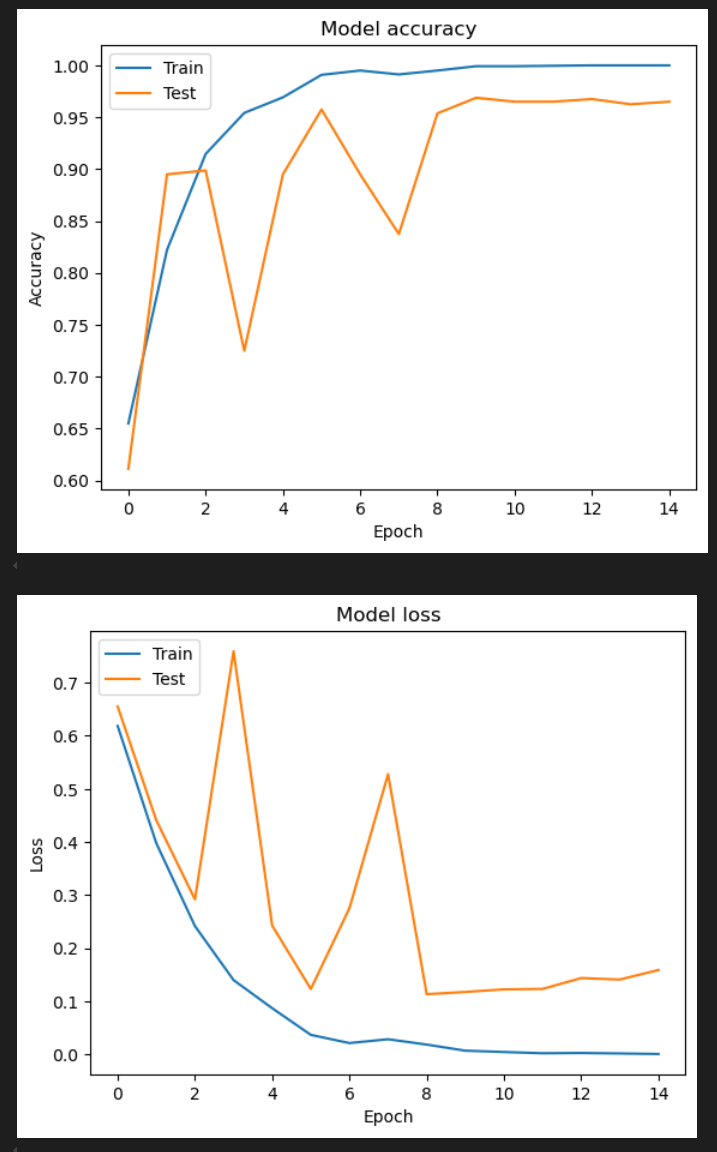 Model accuracy
Train
Test
1.00
0.95
0.90
0.85
0.80
0.75
0.70
0.65
0.60
Accuracy
0 2 4 6 8 10 12 14
Epoch
Model loss
Train
Test
0.7
0.6
0.5
0.4
0.3
0.2
0.1
0.0
Loss
0 2 4 6 8 10 12 14
Epoch